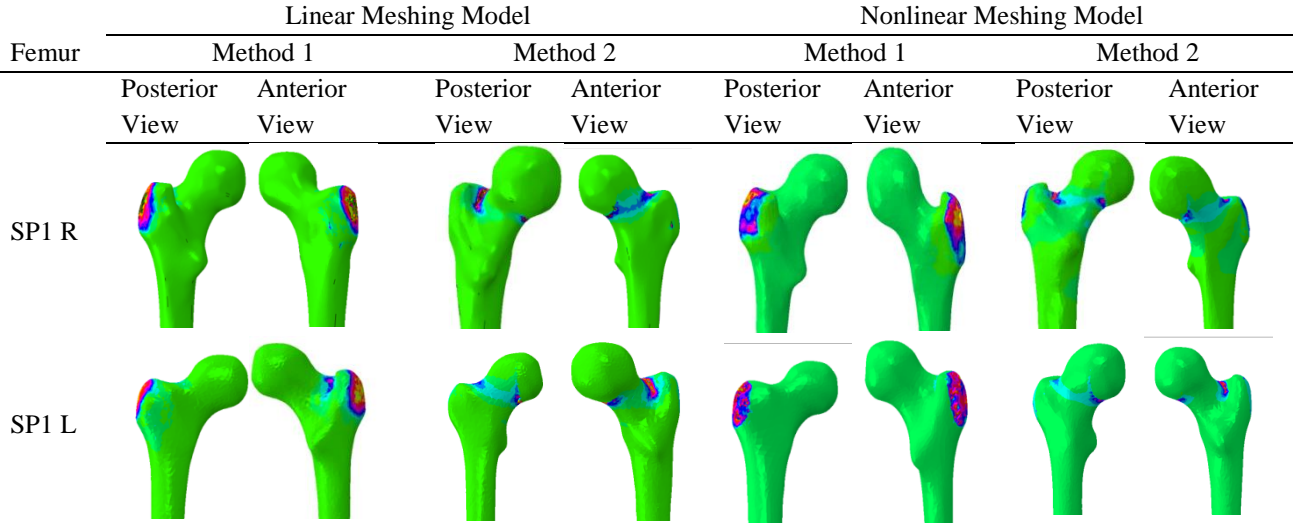 Linear Meshing Model Nonlinear Meshing Model
Femur Method 1 Method 2 Method 1 Method 2
Posterior Anterior Posterior Anterior Posterior Anterior Posterior Anterior
View View View View View View View View
SP1 R
SP1 L